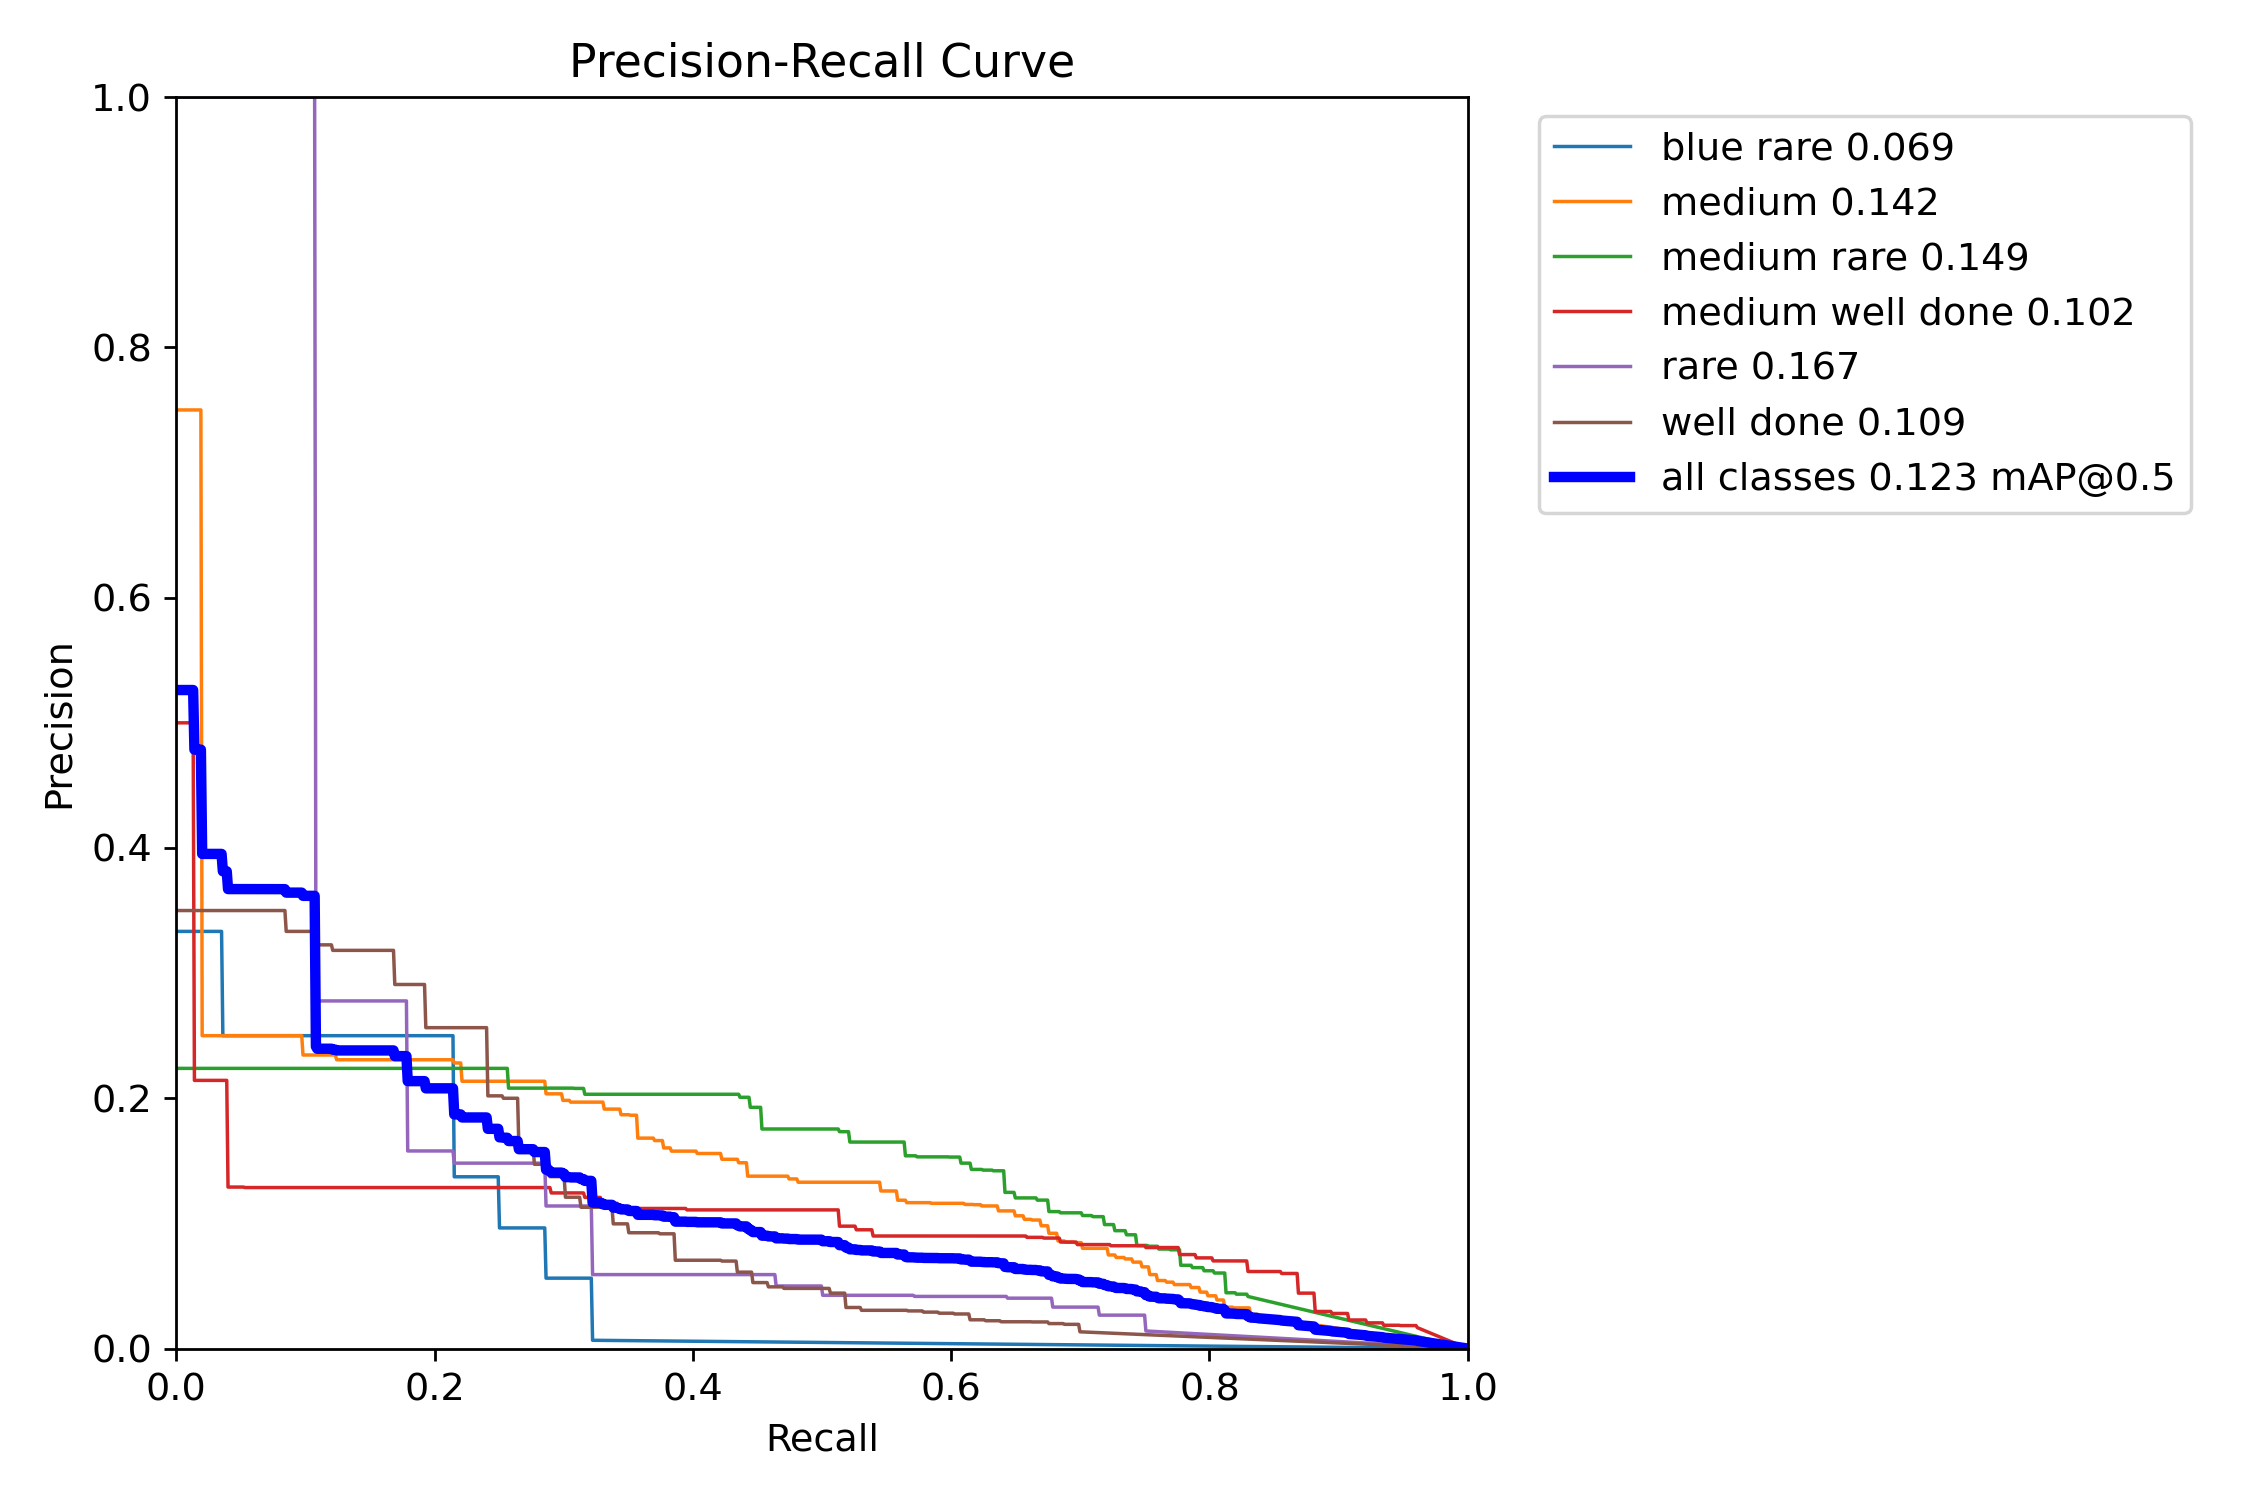 Precision-Recall Curve
1.0
0.8
0.6
0.4
0.2
0.0
Precision
0.0 0.2 0.4 0.6 0.8 1.0
Recall
blue rare 0.069
medium 0.142
medium rare 0.149
medium well done 0.102
rare 0.167
well done 0.109
all classes 0.123 mAP@0.5